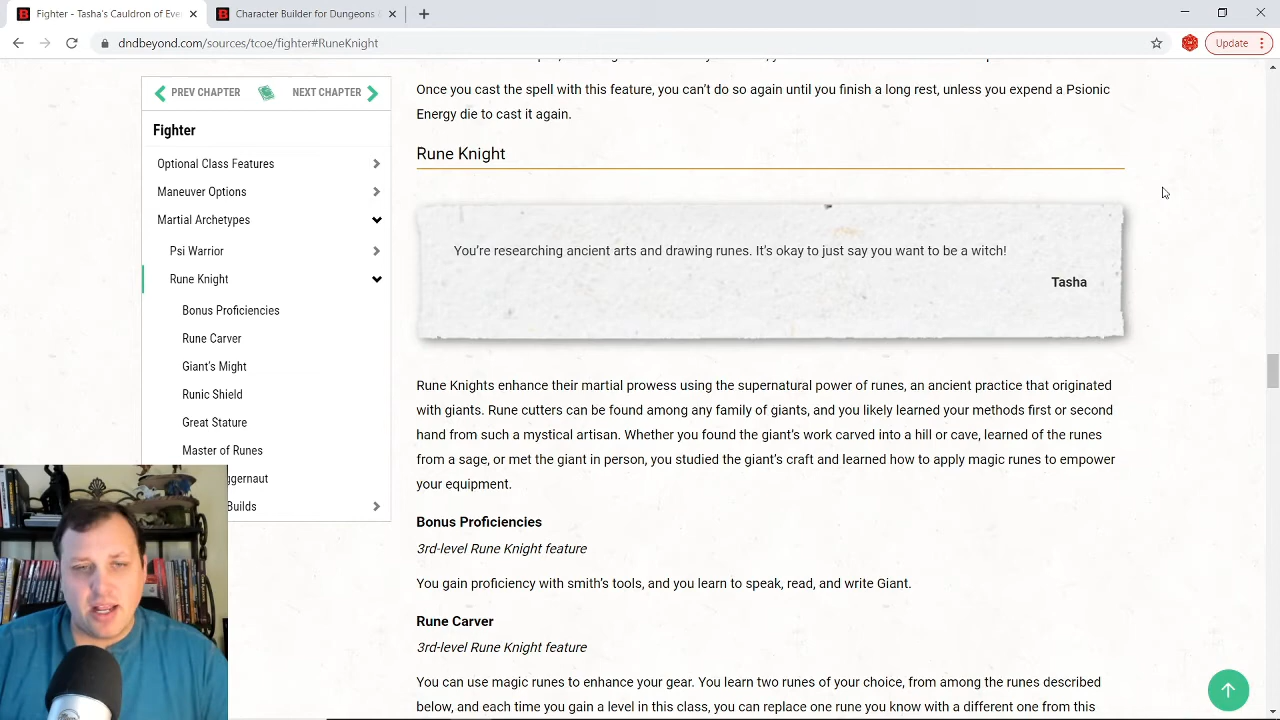 Fighter - Tasha's Cauldron of Eve
Character Builder for Dungeons
dndbeyond.com/sources/tcoe/fighter#RuneKnight
Update
PREV CHAPTER
NEXT CHAPTER
Fighter
Optional Class Features
Maneuver Options
Martial Archetypes
Psi Warrior
Rune Knight
Bonus Proficiencies
Rune Carver
Giant's Might
Runic Shield
Great Stature
Master of Runes
ggernaut
Builds
Once you cast the spell with this feature, you can't do so again until you finish a long rest, unless you expend a Psionic
Energy die to cast it again.
Rune Knight
You're researching ancient arts and drawing runes. It's okay to just say you want to be a witch!
Tasha
Rune Knights enhance their martial prowess using the supernatural power of runes, an ancient practice that originated
with giants. Rune cutters can be found among any family of giants, and you likely learned your methods first or second
hand from such a mystical artisan. Whether you found the giant's work carved into a hill or cave, learned of the runes
from a sage, or met the giant in person, you studied the giant's craft and learned how to apply magic runes to empower
your equipment.
Bonus Proficiencies
3rd-level Rune Knight feature
You gain proficiency with smith's tools, and you learn to speak, read, and write Giant.
Rune Carver
3rd-level Rune Knight feature
You can use magic runes to enhance your gear. You learn two runes of your choice, from among the runes described
below, and each time you gain a level in this class, you can replace one rune you know with a different one from this